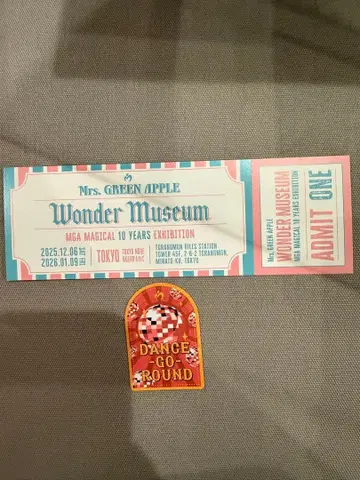 Mrs. GREEN APPLE
Wonder Museum
MGA MAGICAL 10 YEARS EXHIBITION
2025.12.06
2026.01.09
TOKYO
TORANOMON HILLS STATION
TOWER 45F, 2-6-2 TORANOMON,
MINATO-KU, TOKYO
Mrs. GREEN APPLE
WONDER MUSEUM
MGA MAGICAL 10 YEARS EXHIBITION
ADMIT ONE
DANCE
-GO-
ROUND